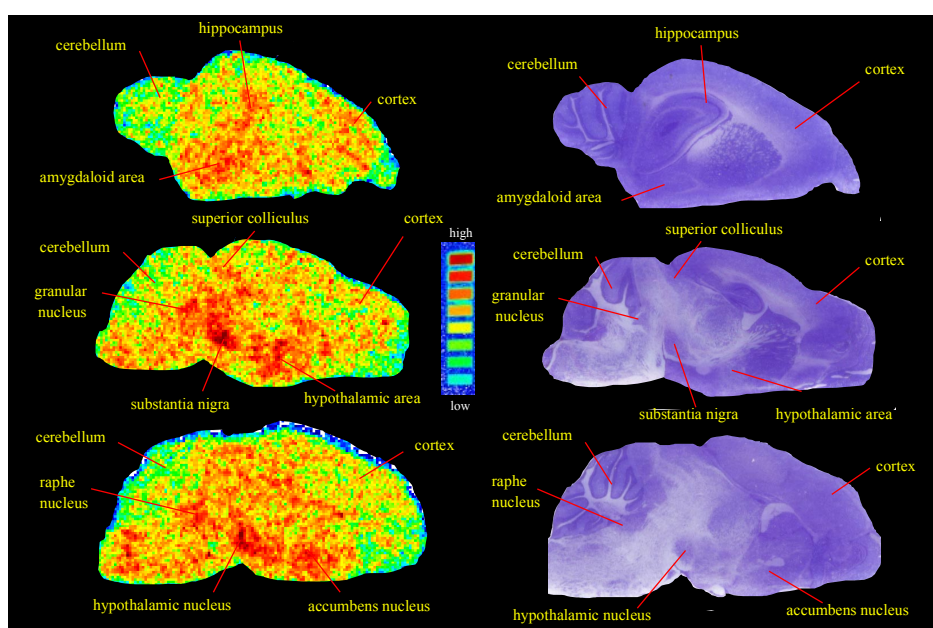 hippocampus
cerebellum
cortex
amygdaloid area
hippocampus
cerebellum
cortex
amygdaloid area
superior colliculus
cortex
cerebellum
granular
nucleus
substantia nigra
hypothalamic area
high
low
superior colliculus
cerebellum
cortex
granular
nucleus
substantia nigra
hypothalamic area
cerebellum
cortex
raphe
nucleus
hypothalamic nucleus
accumbens nucleus
cerebellum
cortex
raphe
nucleus
hypothalamic nucleus
accumbens nucleus